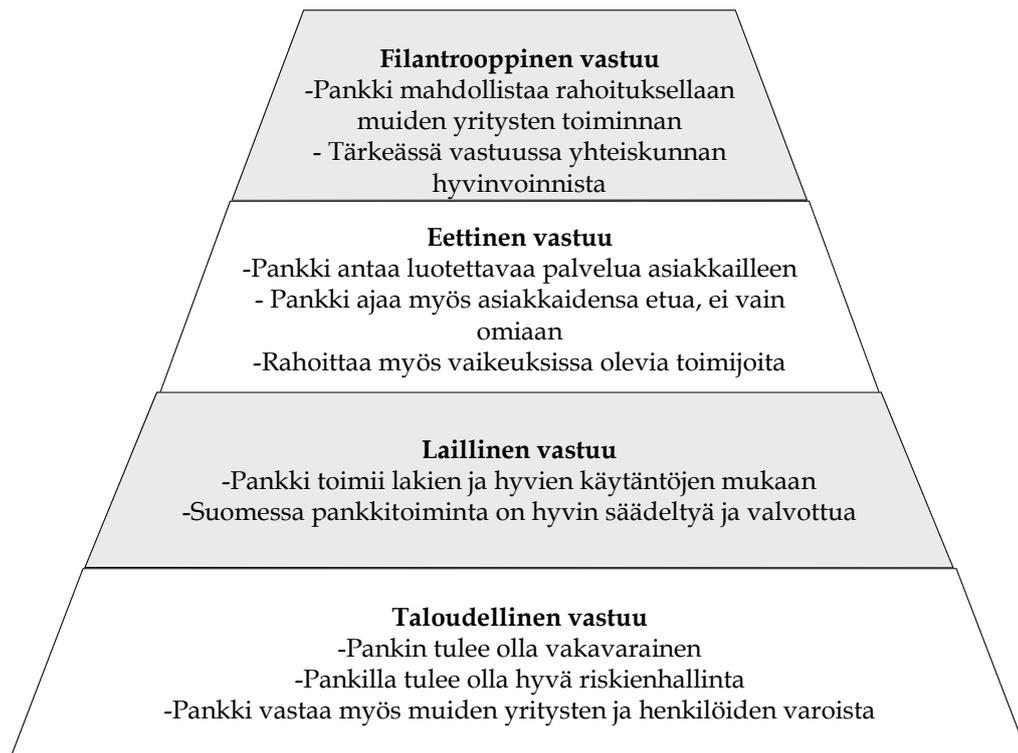 Filantrooppinen vastuu
-Pankki mahdollistaa rahoituksellaan
muiden yritysten toiminnan
- Tärkeässä vastuussa yhteiskunnan
hyvinvoinnista
Eettinen vastuu
-Pankki antaa luotettavaa palvelua asiakkailleen
- Pankki ajaa myös asiakkaidensa etua, ei vain
omiaan
-Rahoittaa myös vaikeuksissa olevia toimijoita
Laillinen vastuu
-Pankki toimii lakien ja hyvien käytäntöjen mukaan
-Suomessa pankkitoiminta on hyvin säädeltyä ja valvottua
Taloudellinen vastuu
-Pankin tulee olla vakavarainen
-Pankilla tulee olla hyvä riskienhallinta
-Pankki vastaa myös muiden yritysten ja henkilöiden varoista